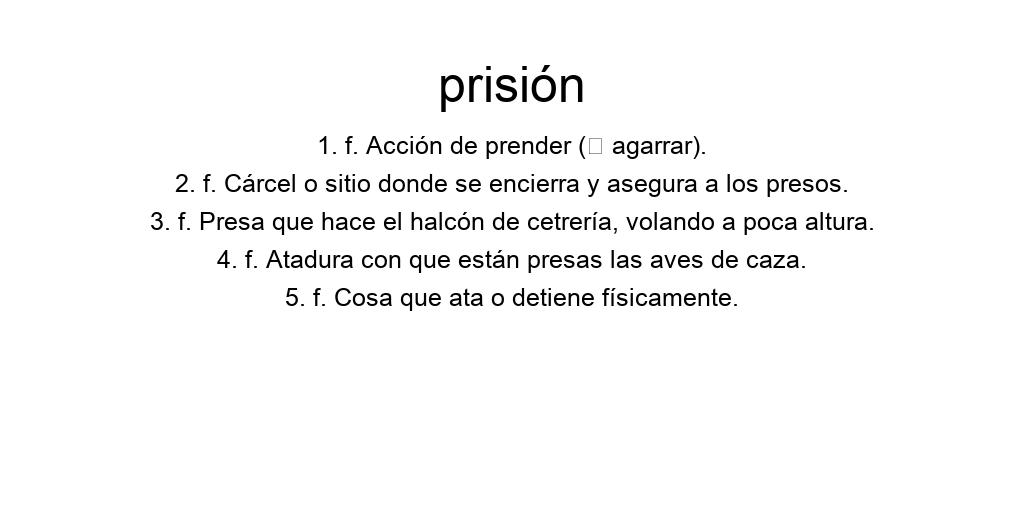 prisión
1. f. Acción de prender (□ agarrar).
2. f. Cárcel o sitio donde se encierra y asegura a los presos.
3. f. Presa que hace el halcón de cetrería, volando a poca altura.
4. f. Atadura con que están presas las aves de caza.
5. f. Cosa que ata o detiene físicamente.